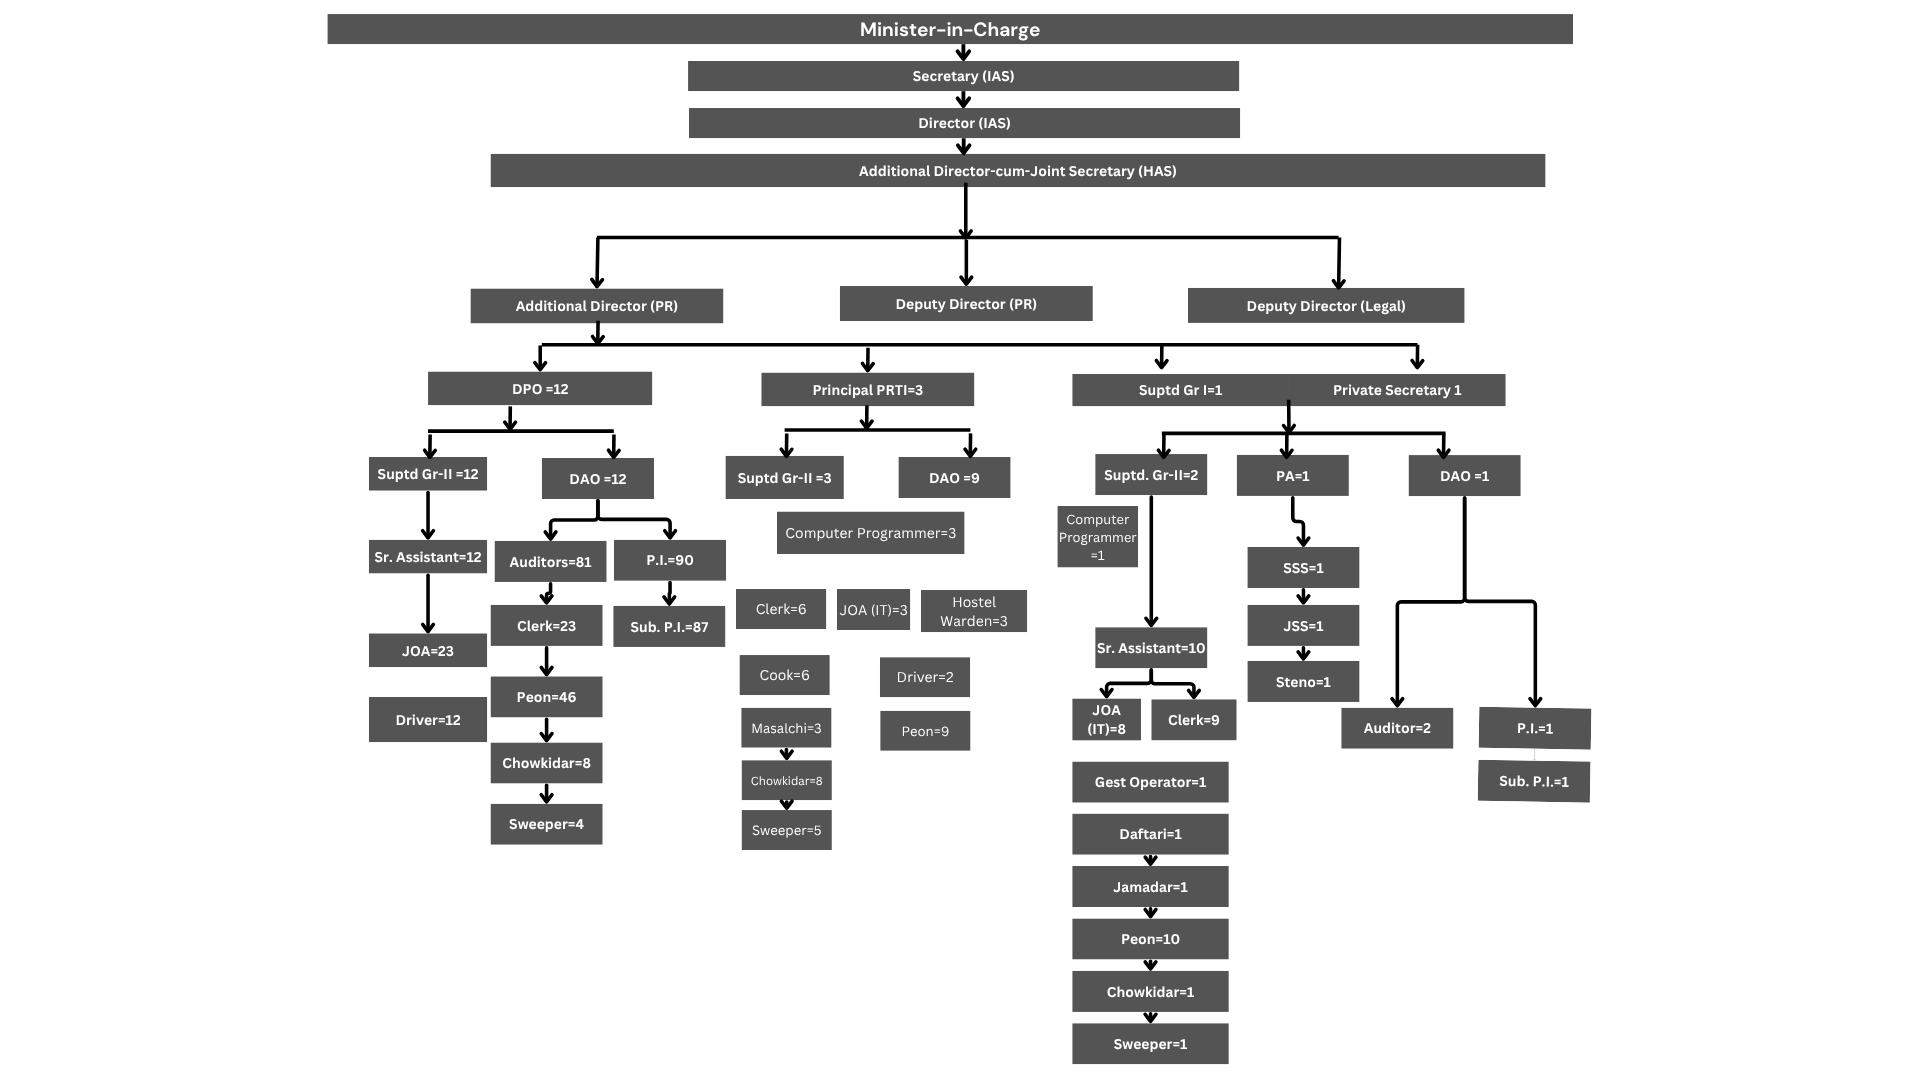 Minister-in-Charge
Secretary (IAS)
Director (IAS)
Additional Director-cum-Joint Secretary (HAS)
Additional Director (PR)
Deputy Director (PR)
Deputy Director (Legal)
DPO =12
Principal PRTI=3
Suptd Gr I=1
Private Secretary 1
Suptd Gr-II =12
DAO =12
Suptd Gr-II =3
DAO =9
Suptd. Gr-II=2
PA=1
DAO =1
Computer Programmer=3
Computer
Programmer
=1
Sr. Assistant=12
Auditors=81
P.I.=90
SSS=1
Clerk=6
JOA (IT)=3
Hostel
Warden=3
Clerk=23
Sub. P.I.=87
JSS=1
JOA=23
Sr. Assistant=10
Cook=6
Driver=2
Steno=1
Peon=46
Driver=12
JOA
(IT)=8
Clerk=9
Masalchi=3
Peon=9
Auditor=2
P.I.=1
Chowkidar=8
Chowkidar=8
Gest Operator=1
Sub. P.I.=1
Sweeper=4
Sweeper=5
Daftari=1
Jamadar=1
Peon=10
Chowkidar=1
Sweeper=1